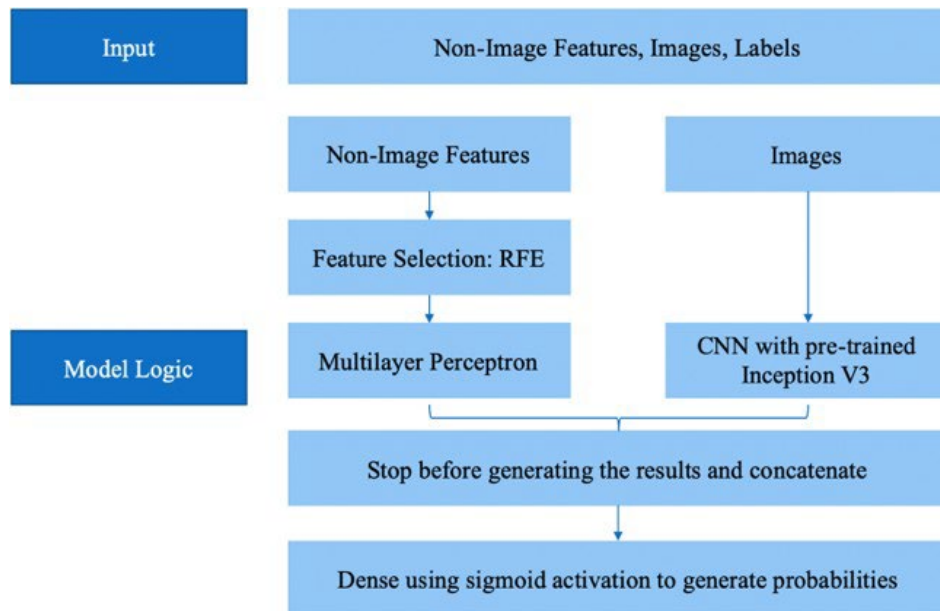 Input
Non-Image Features, Images, Labels
Non-Image Features
Images
Feature Selection: RFE
Model Logic
Multilayer Perceptron
CNN with pre-trained
Inception V3
Stop before generating the results and concatenate
Dense using sigmoid activation to generate probabilities